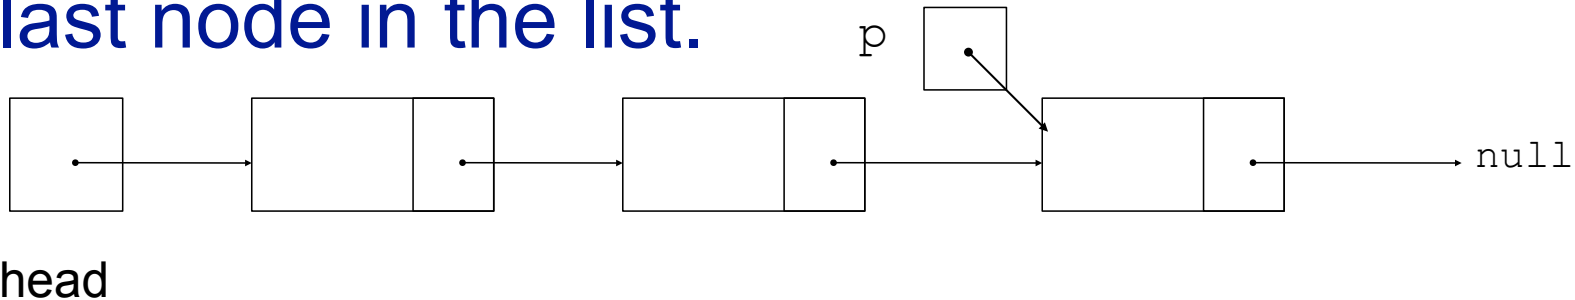 last node in the list.
p
null
head